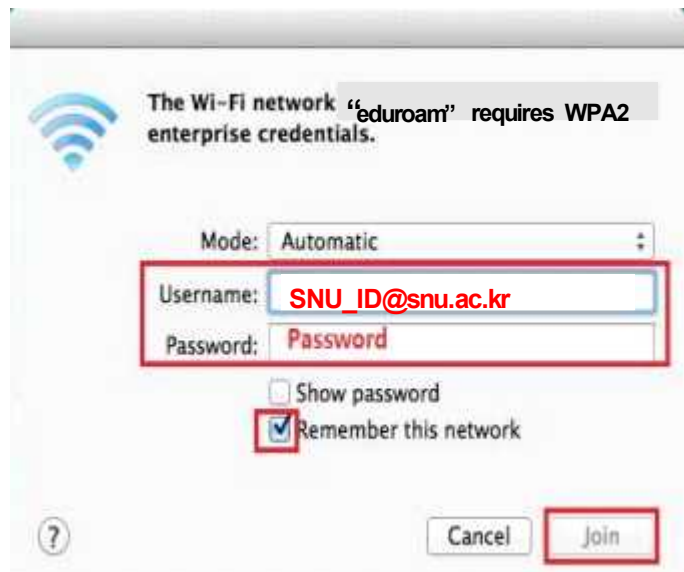 The Wi-Fi network “eduroam” requires WPA2
enterprise credentials.
Mode: Automatic
Username: SNU_ID@snu.ac.kr
Password: Password
Show password
Remember this network
? Cancel Join